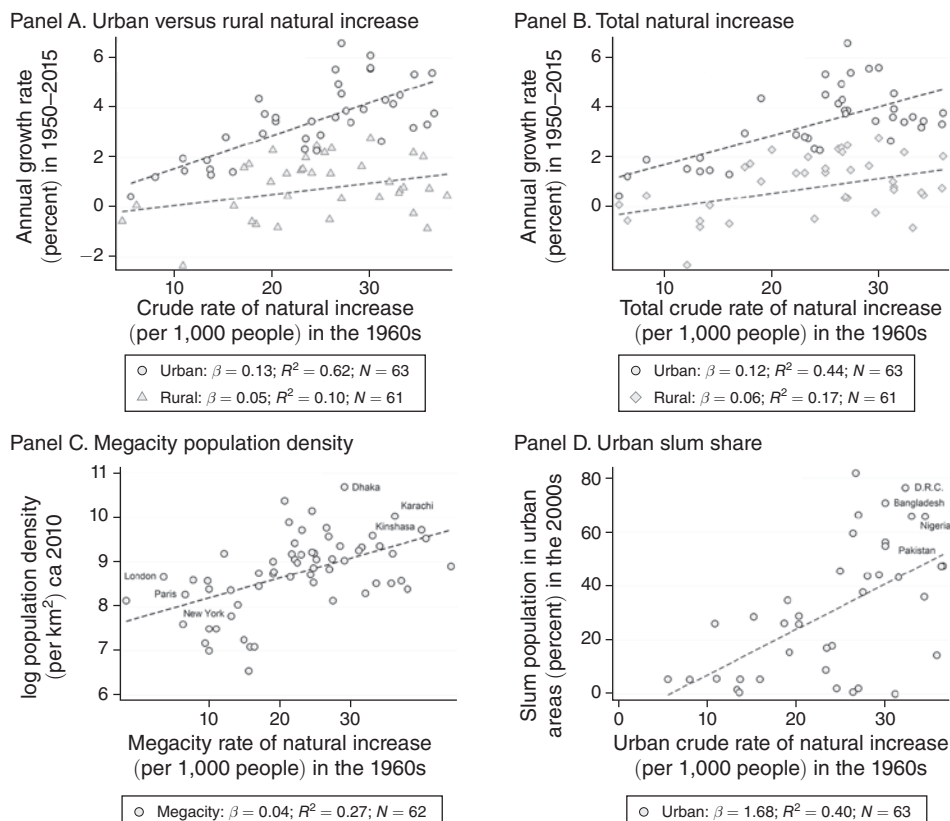 Panel A. Urban versus rural natural increase
Annual growth rate
(percent) in 1950–2015
6
4
2
0
−2
10
20
30
Crude rate of natural increase
(per 1,000 people) in the 1960s
Urban: β = 0.13; R² = 0.62; N = 63
Rural: β = 0.05; R² = 0.10; N = 61
Panel B. Total natural increase
Annual growth rate
(percent) in 1950–2015
6
4
2
0
10
20
30
Total crude rate of natural increase
(per 1,000 people) in the 1960s
Urban: β = 0.12; R² = 0.44; N = 63
Rural: β = 0.06; R² = 0.17; N = 61
Panel C. Megacity population density
log population density
(per km²) ca 2010
11
10
9
8
7
6
Dhaka
Karachi
Kinshasa
London
Paris
New York
10
20
30
Megacity rate of natural increase
(per 1,000 people) in the 1960s
Megacity: β = 0.04; R² = 0.27; N = 62
Panel D. Urban slum share
Slum population in urban
areas (percent) in the 2000s
80
60
40
20
0
D.R.C.
Bangladesh
Nigeria
Pakistan
0
10
20
30
Urban crude rate of natural increase
(per 1,000 people) in the 1960s
Urban: β = 1.68; R² = 0.40; N = 63